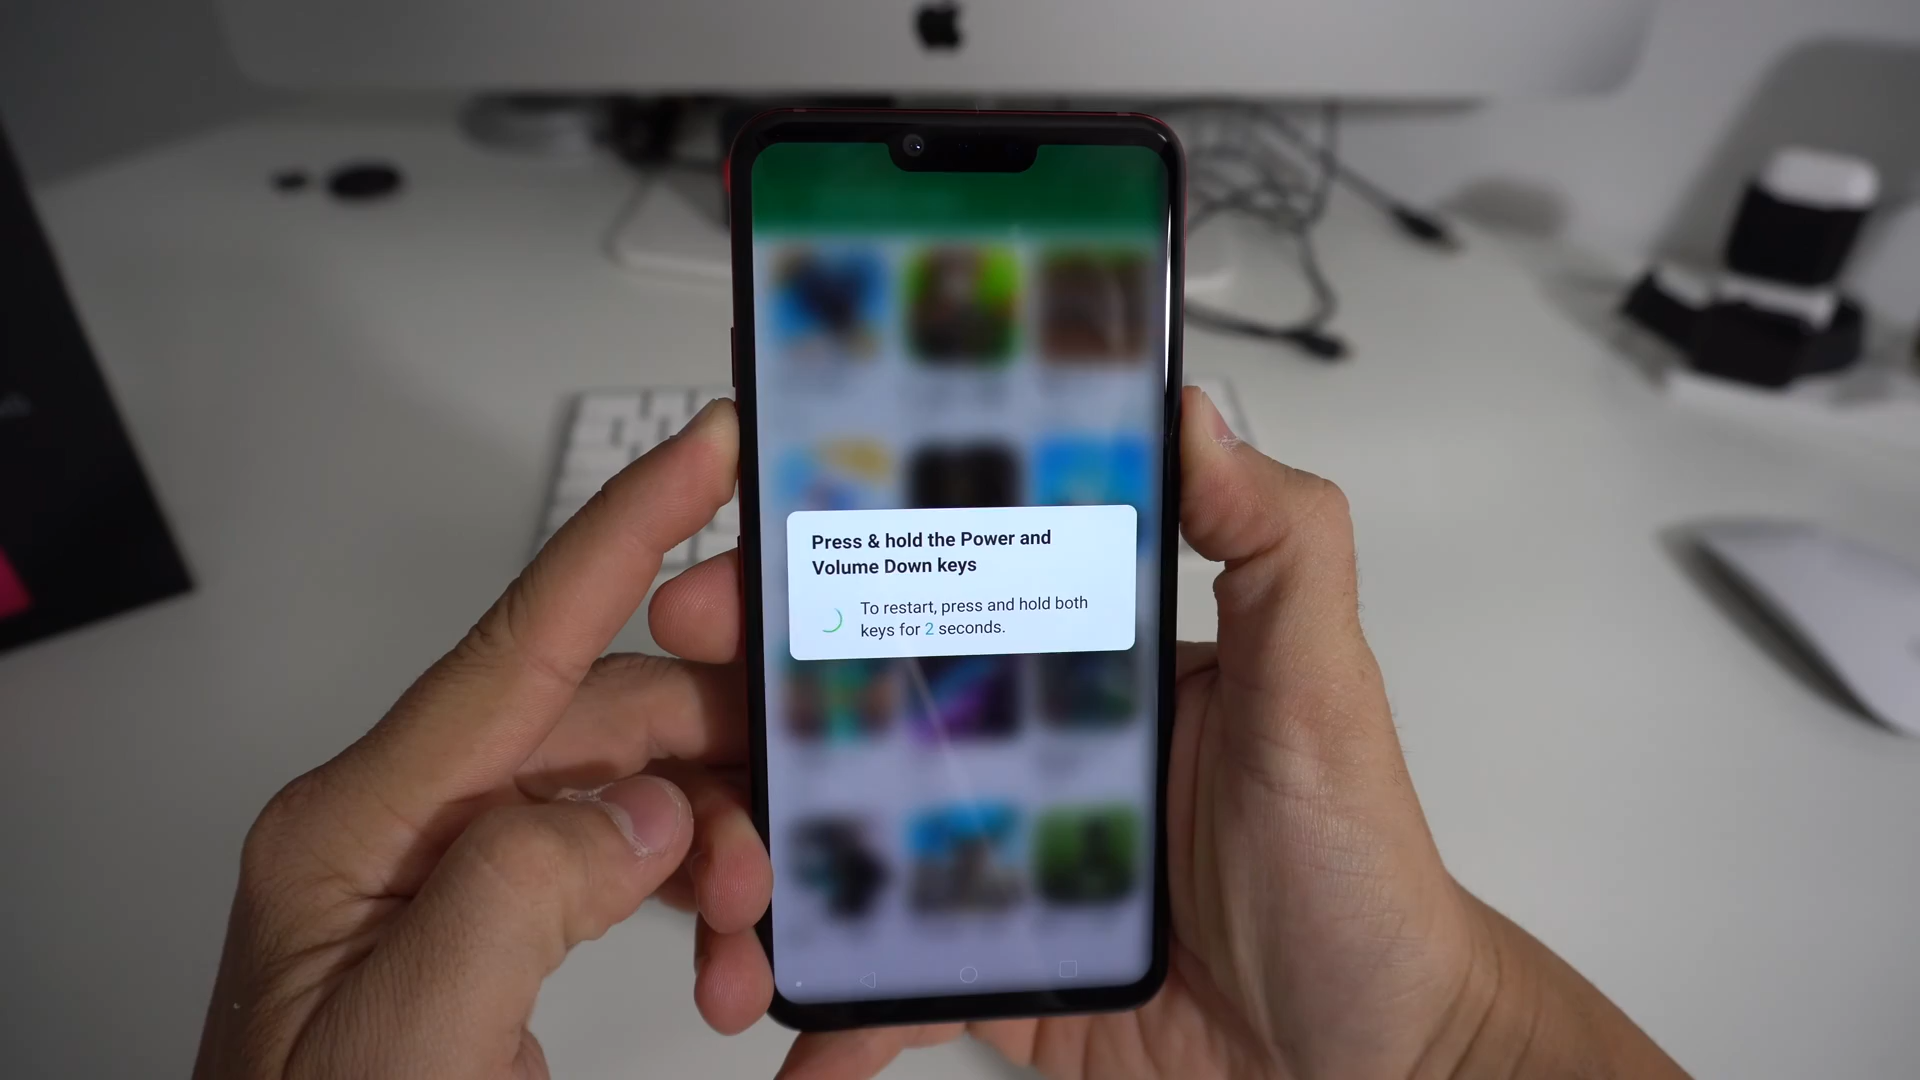 Press & hold the Power and
Volume Down keys
To restart, press and hold both
keys for 2 seconds.